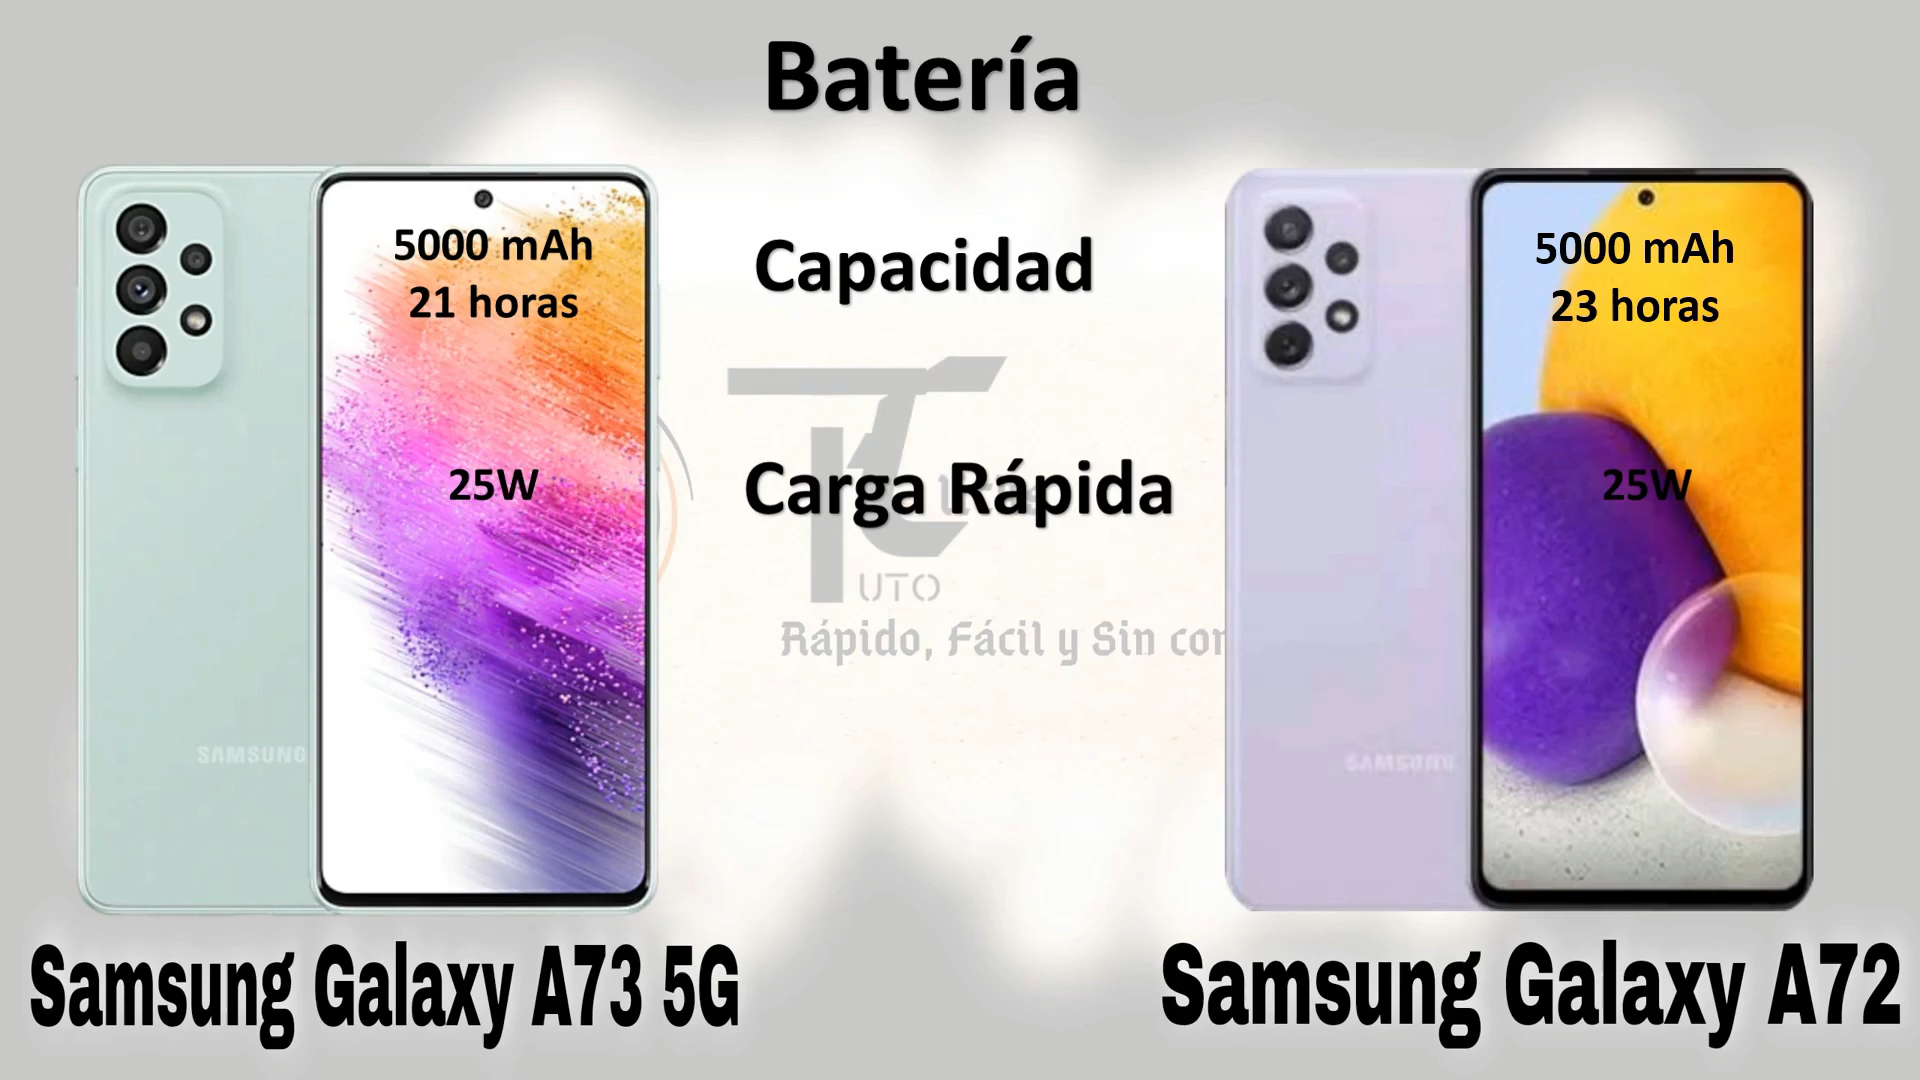 Batería
5000 mAh
21 horas
Capacidad
5000 mAh
23 horas
25W
Carga Rápida
25W
UTO
Rápido, Fácil y Sin con
SAMSUNG
SAMSUNG
Samsung Galaxy A73 5G
Samsung Galaxy A72